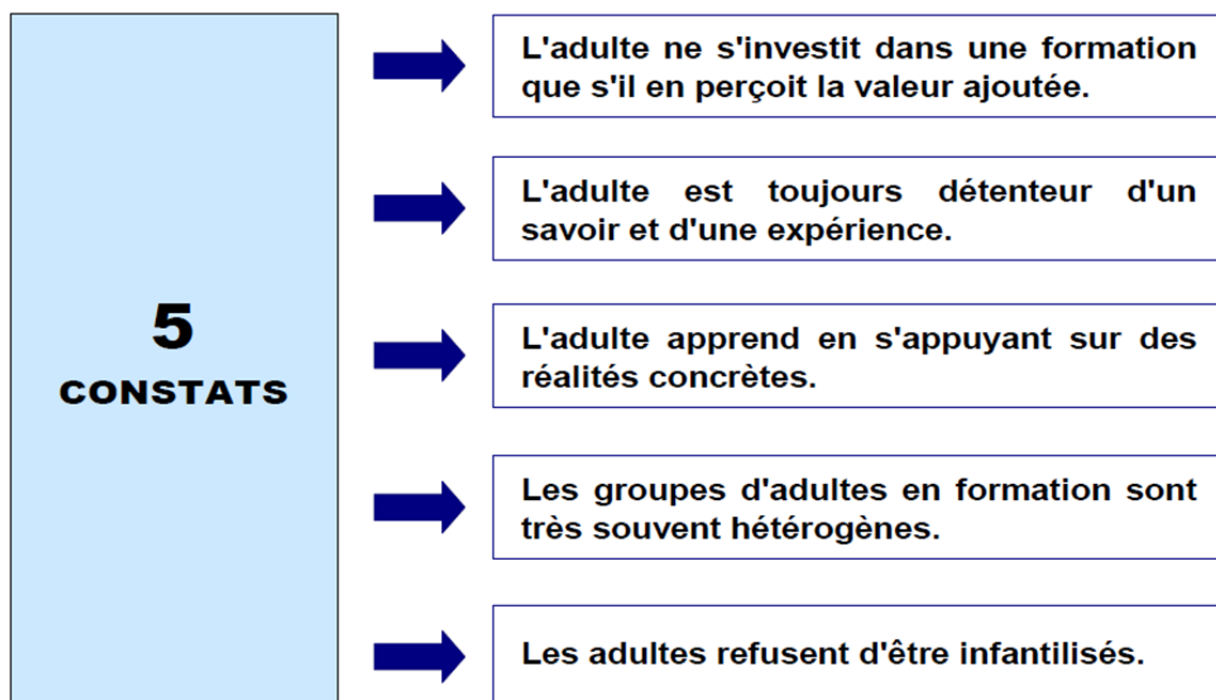 5
CONSTATS
L'adulte ne s'investit dans une formation
que s'il en perçoit la valeur ajoutée.
L'adulte est toujours détenteur d'un
savoir et d'une expérience.
L'adulte apprend en s'appuyant sur des
réalités concrètes.
Les groupes d'adultes en formation sont
très souvent hétérogènes.
Les adultes refusent d'être infantilisés.